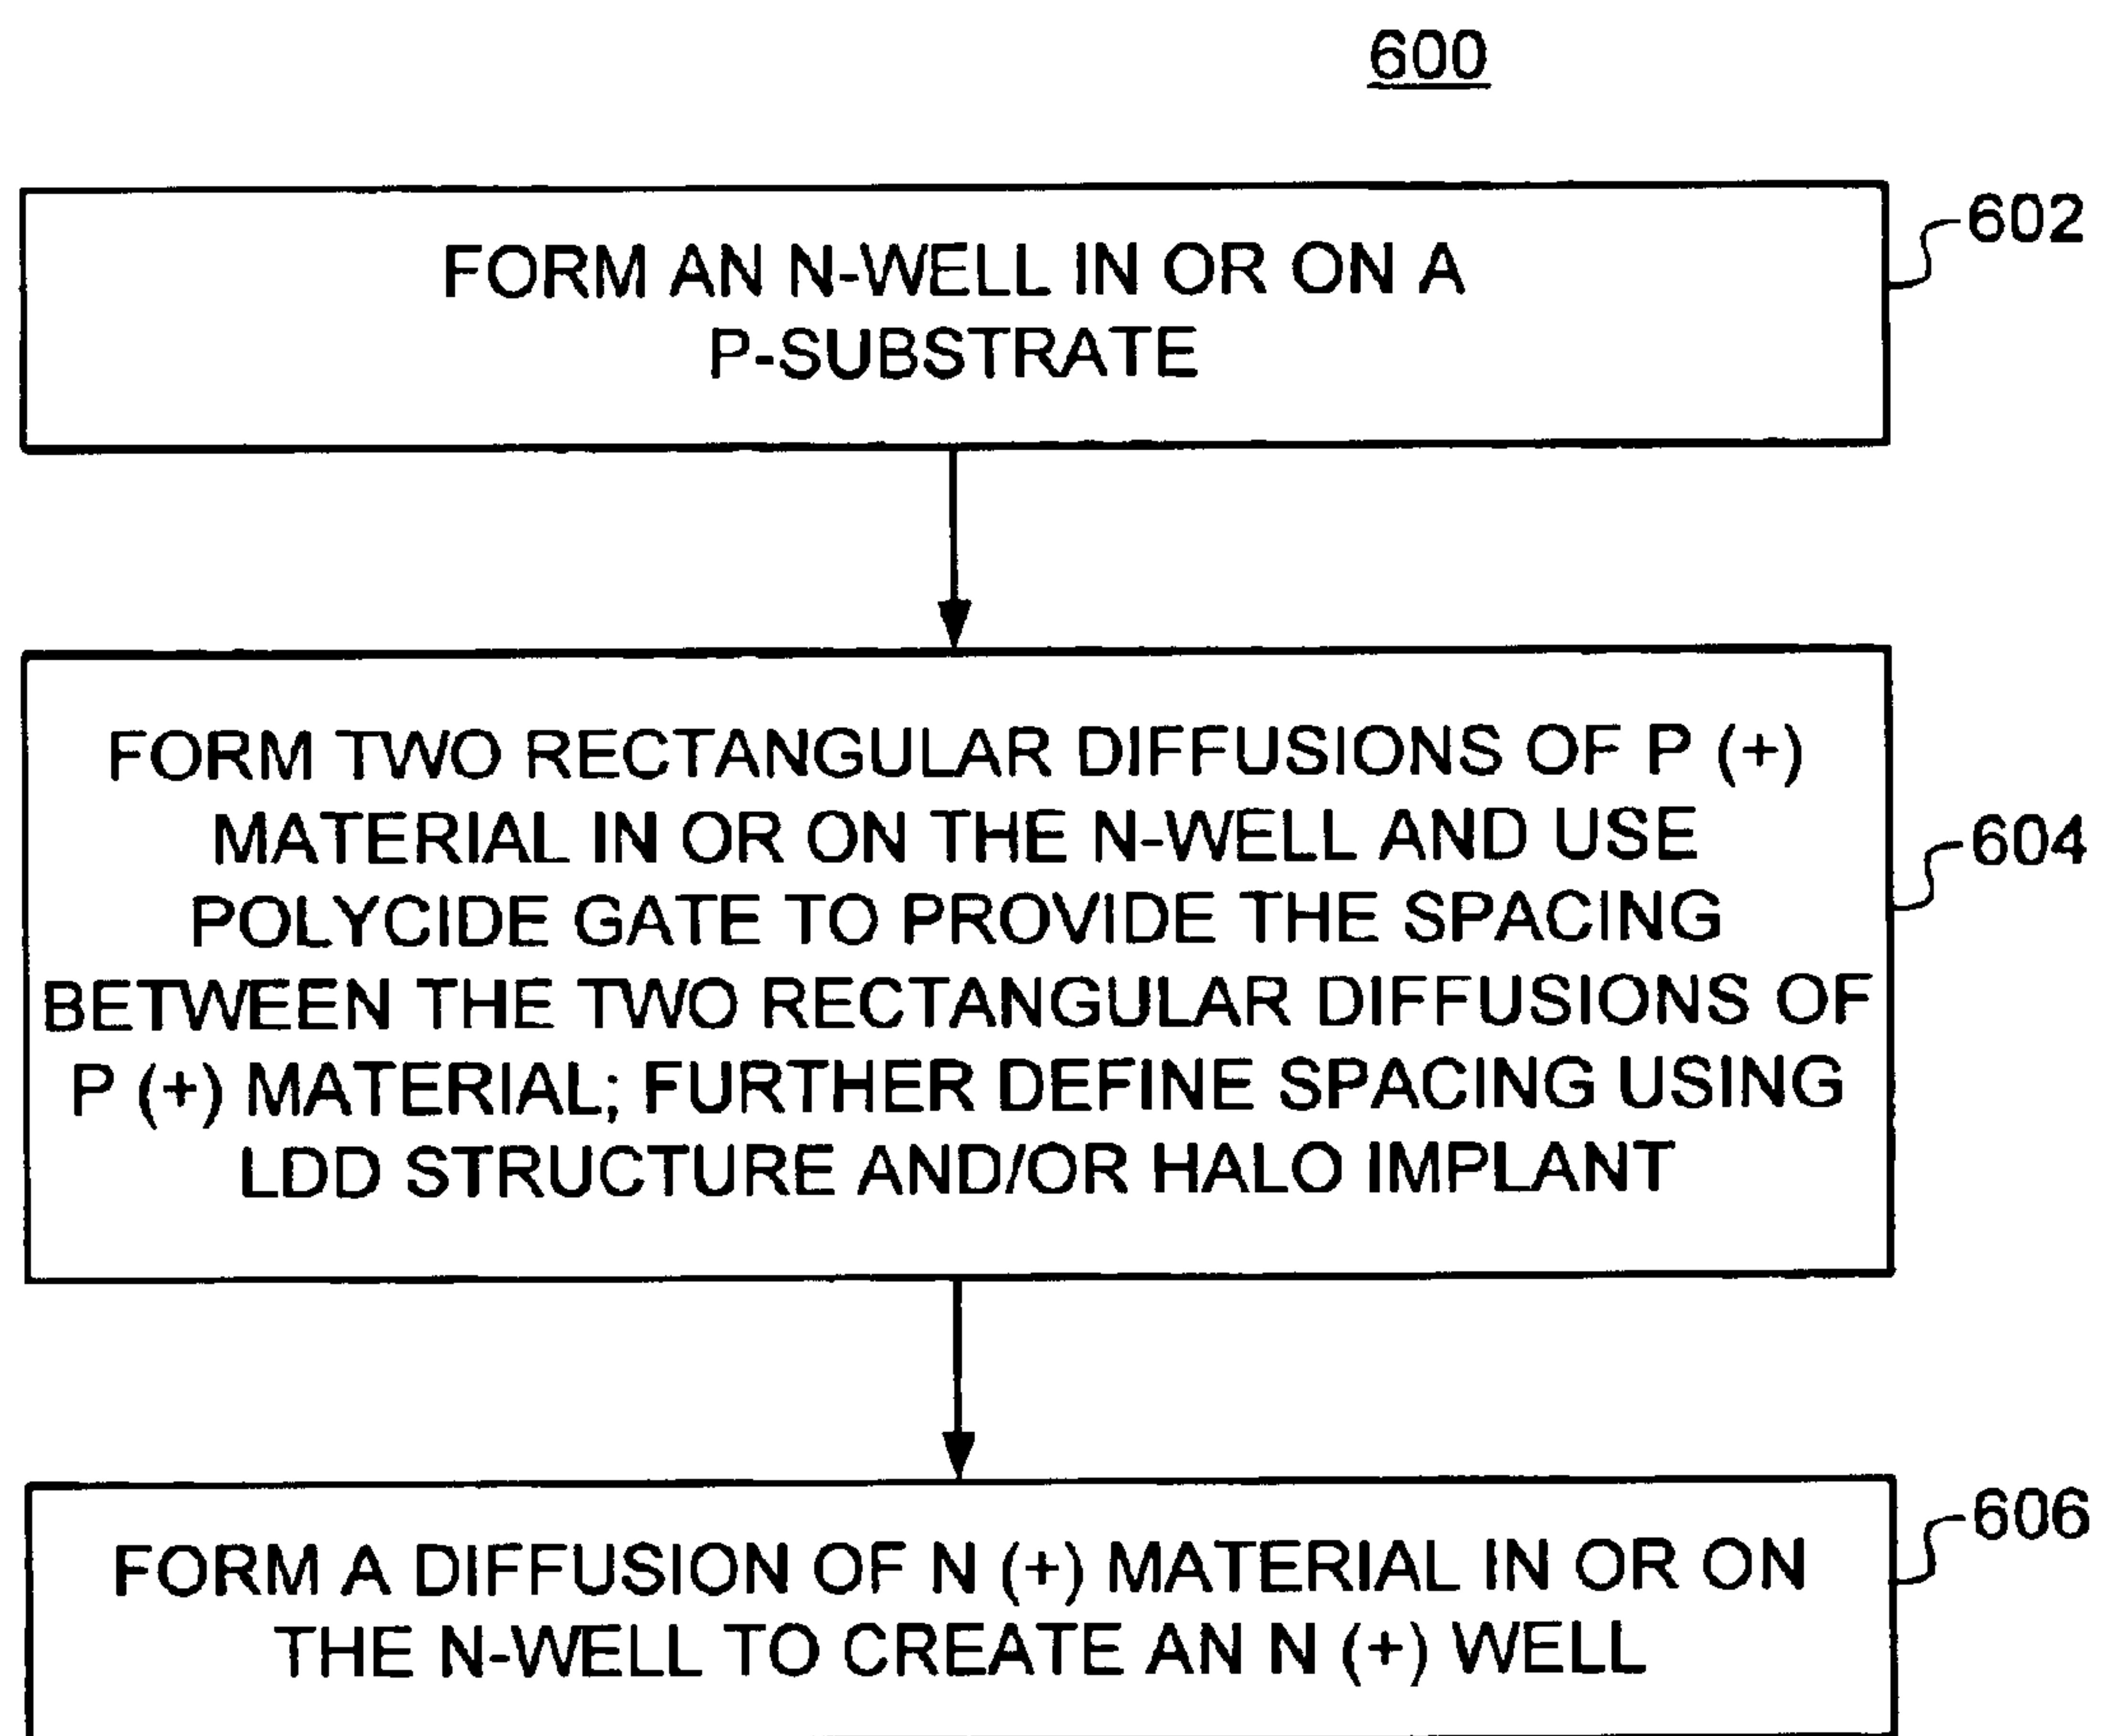 600
602
FORM AN N-WELL IN OR ON A
P-SUBSTRATE
FORM TWO RECTANGULAR DIFFUSIONS OF P (+)
MATERIAL IN OR ON THE N-WELL AND USE
POLYCIDE GATE TO PROVIDE THE SPACING
BETWEEN THE TWO RECTANGULAR DIFFUSIONS OF
P (+) MATERIAL; FURTHER DEFINE SPACING USING
LDD STRUCTURE AND/OR HALO IMPLANT
604
FORM A DIFFUSION OF N (+) MATERIAL IN OR ON
THE N-WELL TO CREATE AN N (+) WELL
606